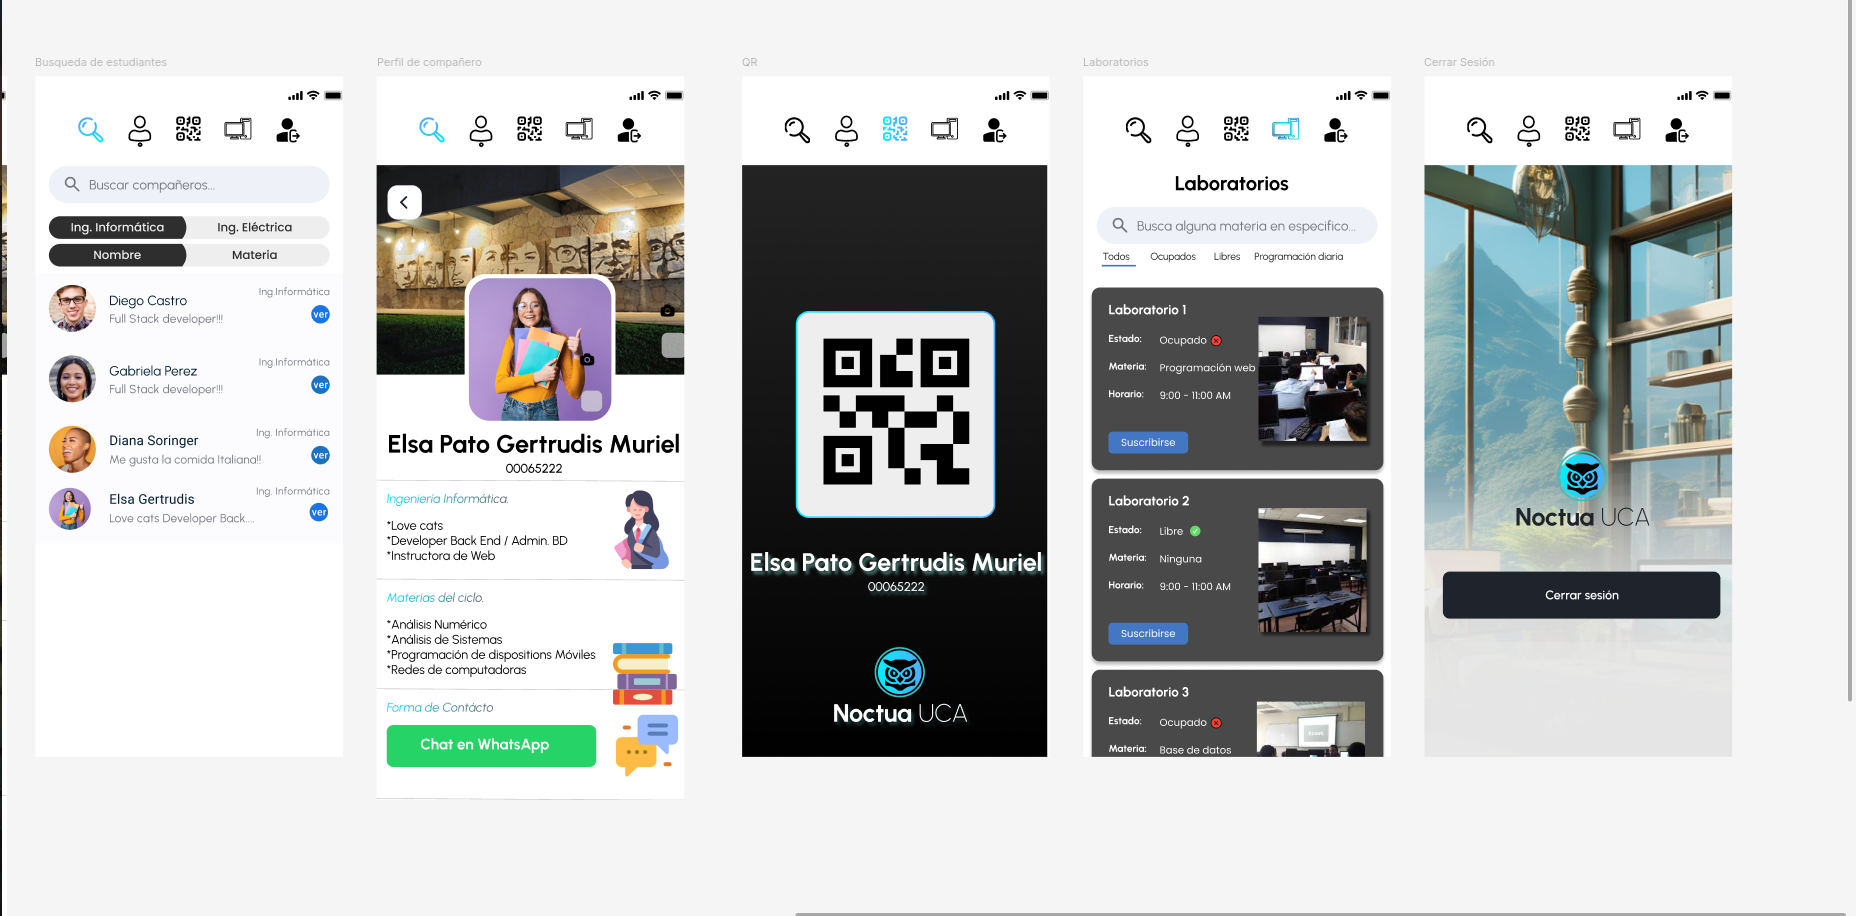 Busqueda de estudiantes
Buscar compañeros...
Ing. Informática
Ing. Eléctrica
Nombre
Materia
Diego Castro
Ing.Informática
Full Stack developer!!!
ver
Gabriela Perez
Ing.Informática
Full Stack developer!!!
ver
Diana Soringer
Ing. Informática
Me gusta la comida Italiana!!
ver
Elsa Gertrudis
Ing. Informática
Love cats Developer Back....
ver
Perfil de compañero
Elsa Pato Gertrudis Muriel
00065222
Ingeniería Informática.
*Love cats
*Developer Back End / Admin. BD
*Instructora de Web
Materias del ciclo.
*Análisis Numérico
*Análisis de Sistemas
*Programación de dispositions Móviles
*Redes de computadoras
Forma de Contácto
Chat en WhatsApp
QR
Elsa Pato Gertrudis Muriel
00065222
Noctua UCA
Laboratorios
Laboratorios
Busca alguna materia en especifico...
Todos
Ocupados
Libres
Programación diaria
Laboratorio 1
Estado: Ocupado
Materia: Programación web
Horario: 9:00 - 11:00 AM
Suscribirse
Laboratorio 2
Estado: Libre
Materia: Ninguna
Horario: 9:00 - 11:00 AM
Suscribirse
Laboratorio 3
Estado: Ocupado
Materia: Base de datos
Cerrar Sesión
Noctua UCA
Cerrar sesión